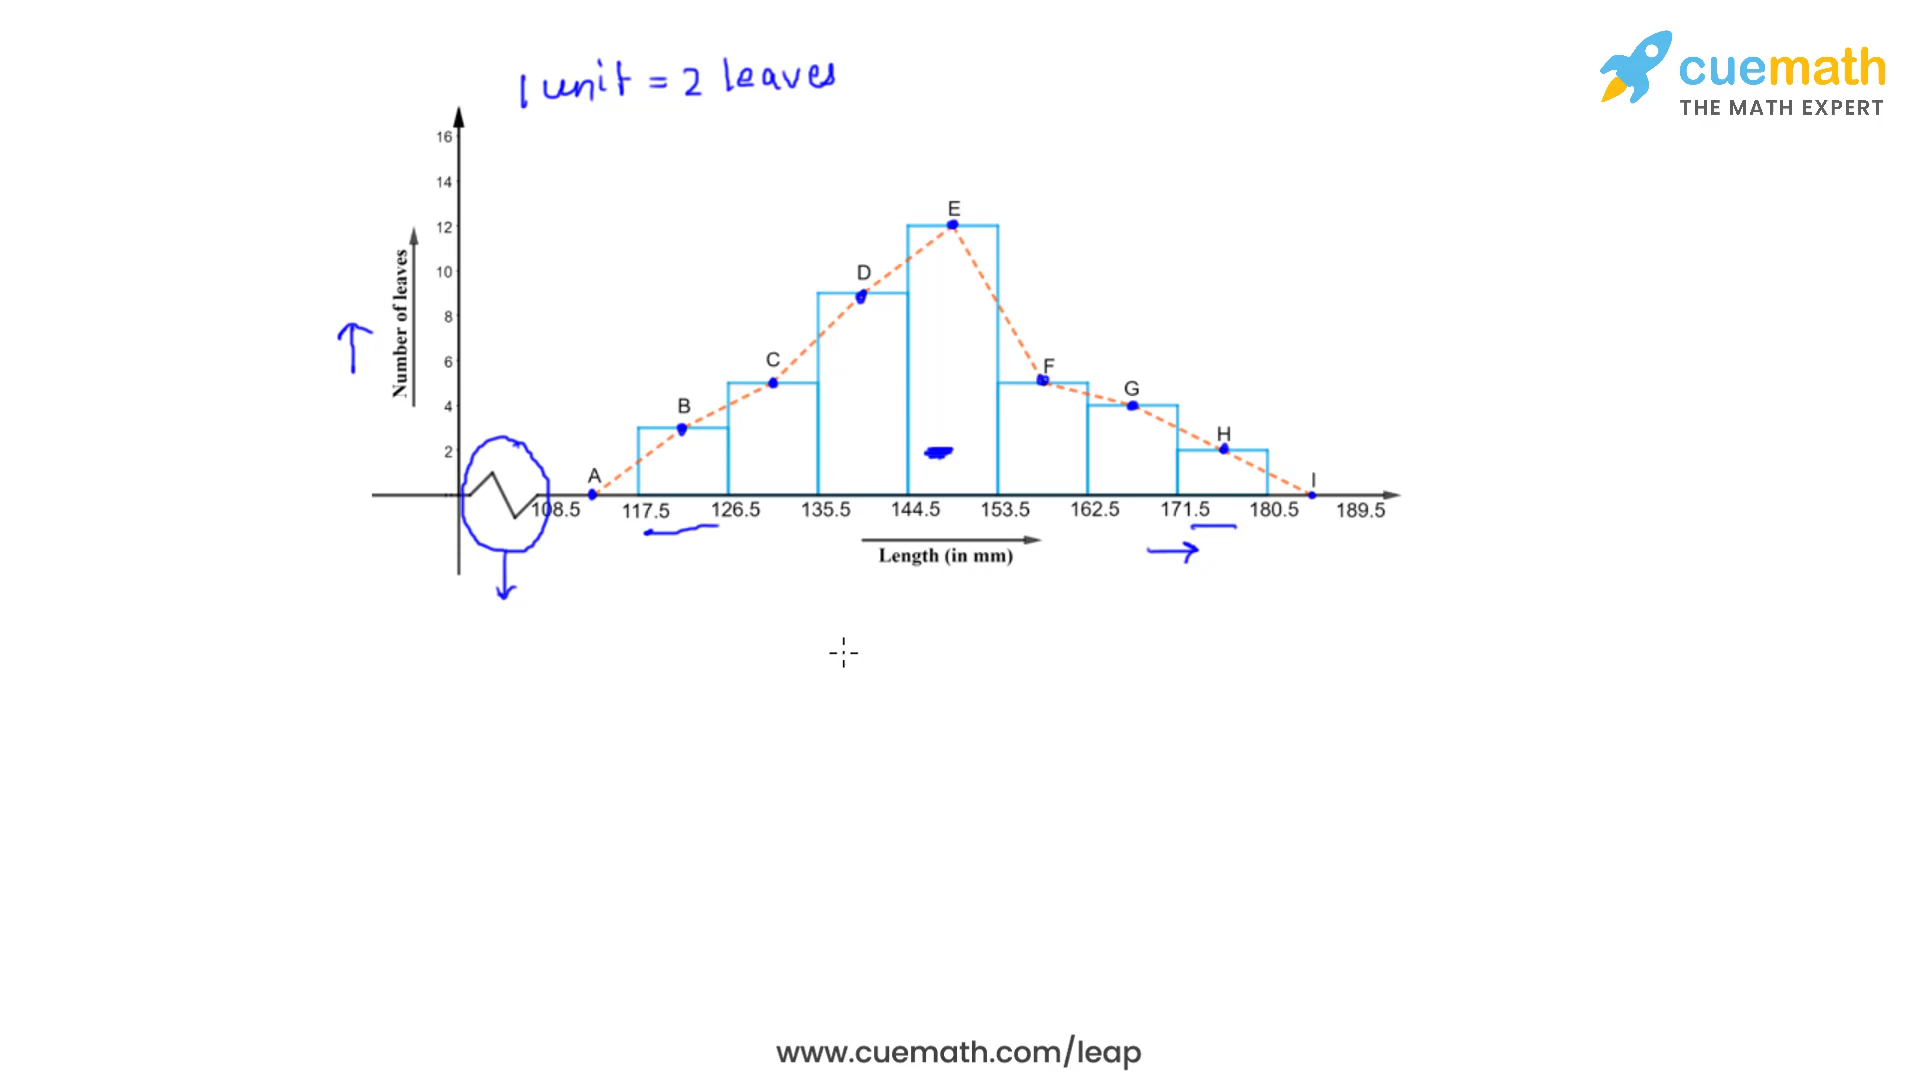 1 unit = 2 leaves
cuemath
THE MATH EXPERT
16
14
12
10
8
6
4
2
Number of leaves
A
B
C
D
E
F
G
H
I
108.5 117.5 126.5 135.5 144.5 153.5 162.5 171.5 180.5 189.5
Length (in mm)
www.cuemath.com/leap